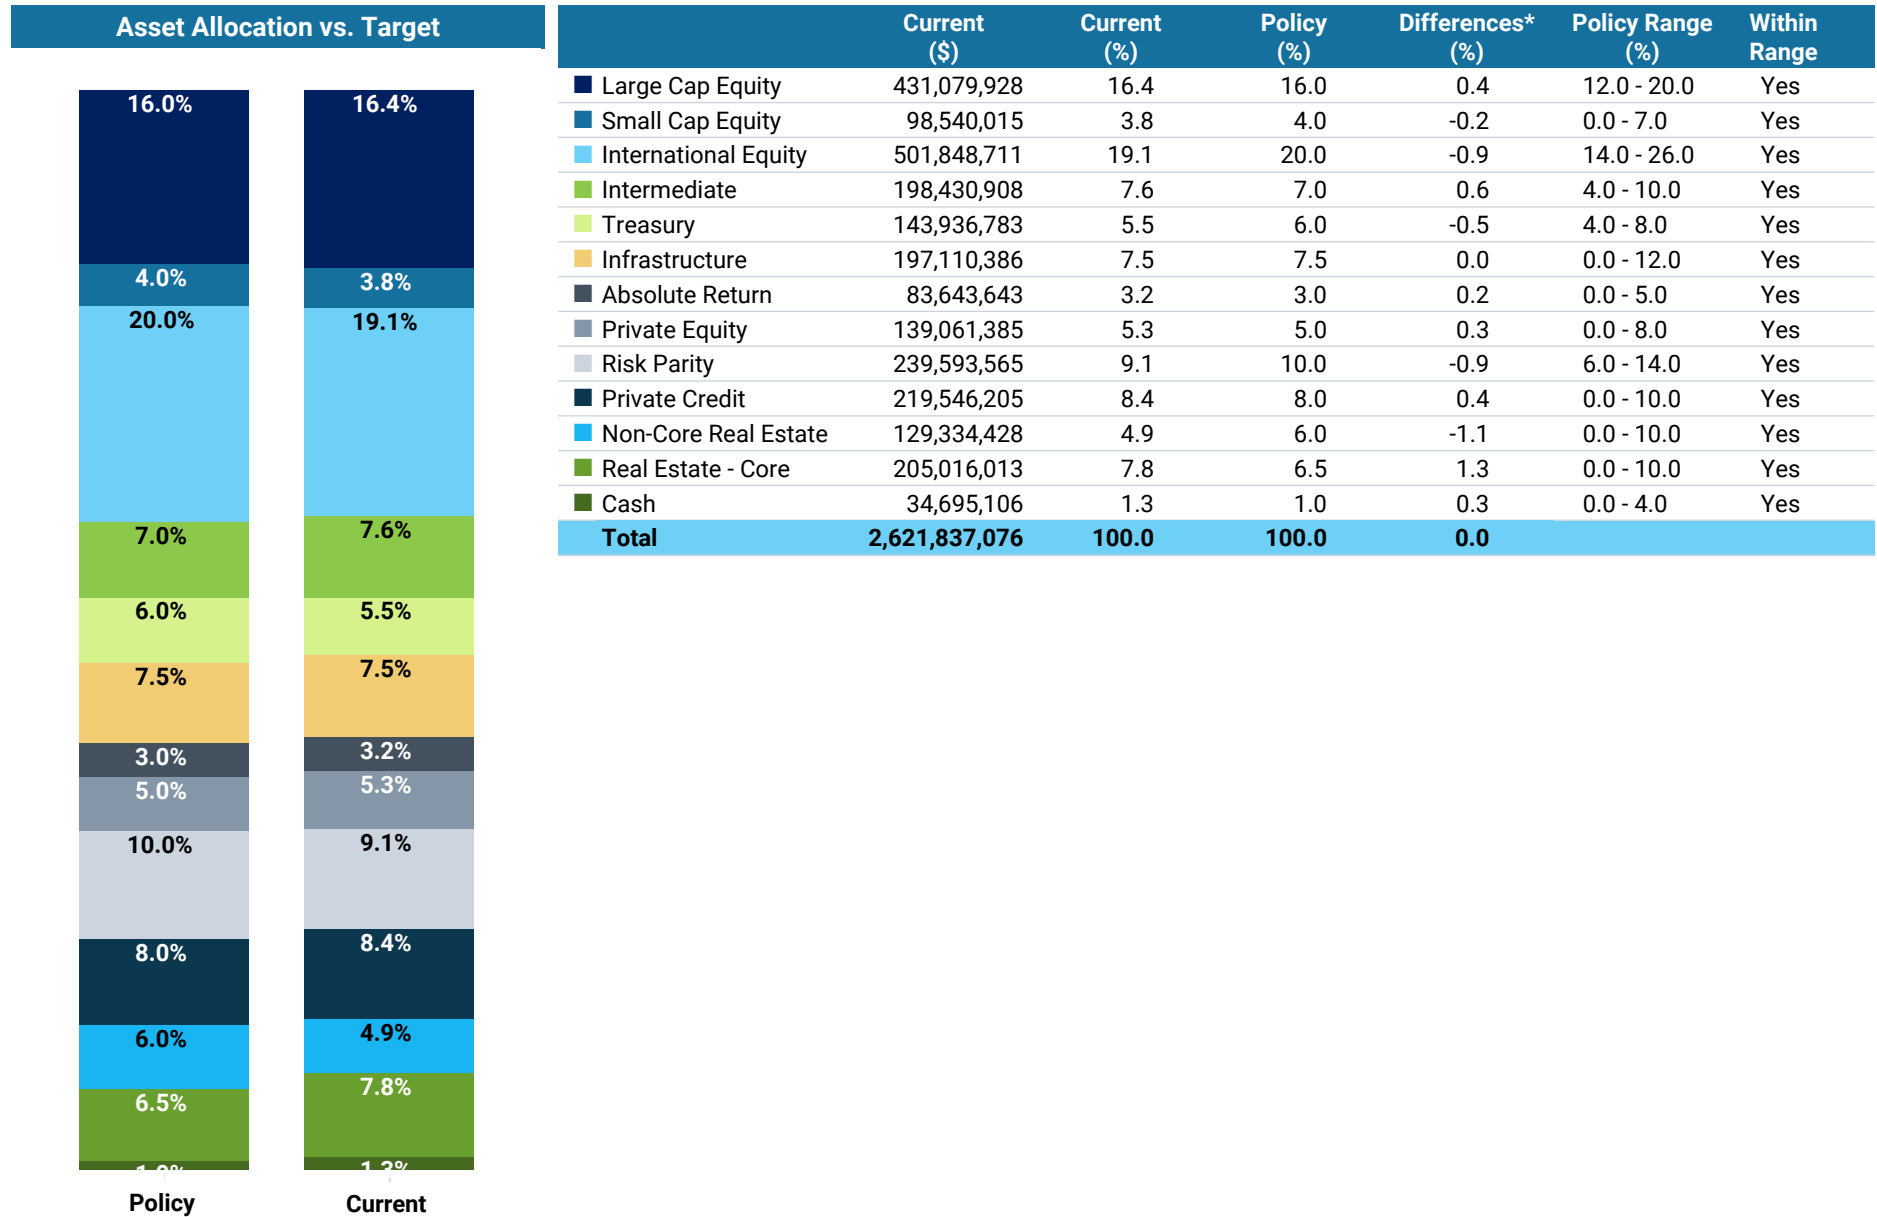 Asset Allocation vs. Target
16.0%
4.0%
20.0%
7.0%
6.0%
7.5%
3.0%
5.0%
10.0%
8.0%
6.0%
6.5%
1.0%
Policy
16.4%
3.8%
19.1%
7.6%
5.5%
7.5%
3.2%
5.3%
9.1%
8.4%
4.9%
7.8%
1.3%
Current
Current ($) Current (%) Policy (%) Differences* (%) Policy Range (%) Within Range
Large Cap Equity 431,079,928 16.4 16.0 0.4 12.0 - 20.0 Yes
Small Cap Equity 98,540,015 3.8 4.0 -0.2 0.0 - 7.0 Yes
International Equity 501,848,711 19.1 20.0 -0.9 14.0 - 26.0 Yes
Intermediate 198,430,908 7.6 7.0 0.6 4.0 - 10.0 Yes
Treasury 143,936,783 5.5 6.0 -0.5 4.0 - 8.0 Yes
Infrastructure 197,110,386 7.5 7.5 0.0 0.0 - 12.0 Yes
Absolute Return 83,643,643 3.2 3.0 0.2 0.0 - 5.0 Yes
Private Equity 139,061,385 5.3 5.0 0.3 0.0 - 8.0 Yes
Risk Parity 239,593,565 9.1 10.0 -0.9 6.0 - 14.0 Yes
Private Credit 219,546,205 8.4 8.0 0.4 0.0 - 10.0 Yes
Non-Core Real Estate 129,334,428 4.9 6.0 -1.1 0.0 - 10.0 Yes
Real Estate - Core 205,016,013 7.8 6.5 1.3 0.0 - 10.0 Yes
Cash 34,695,106 1.3 1.0 0.3 0.0 - 4.0 Yes
Total 2,621,837,076 100.0 100.0 0.0